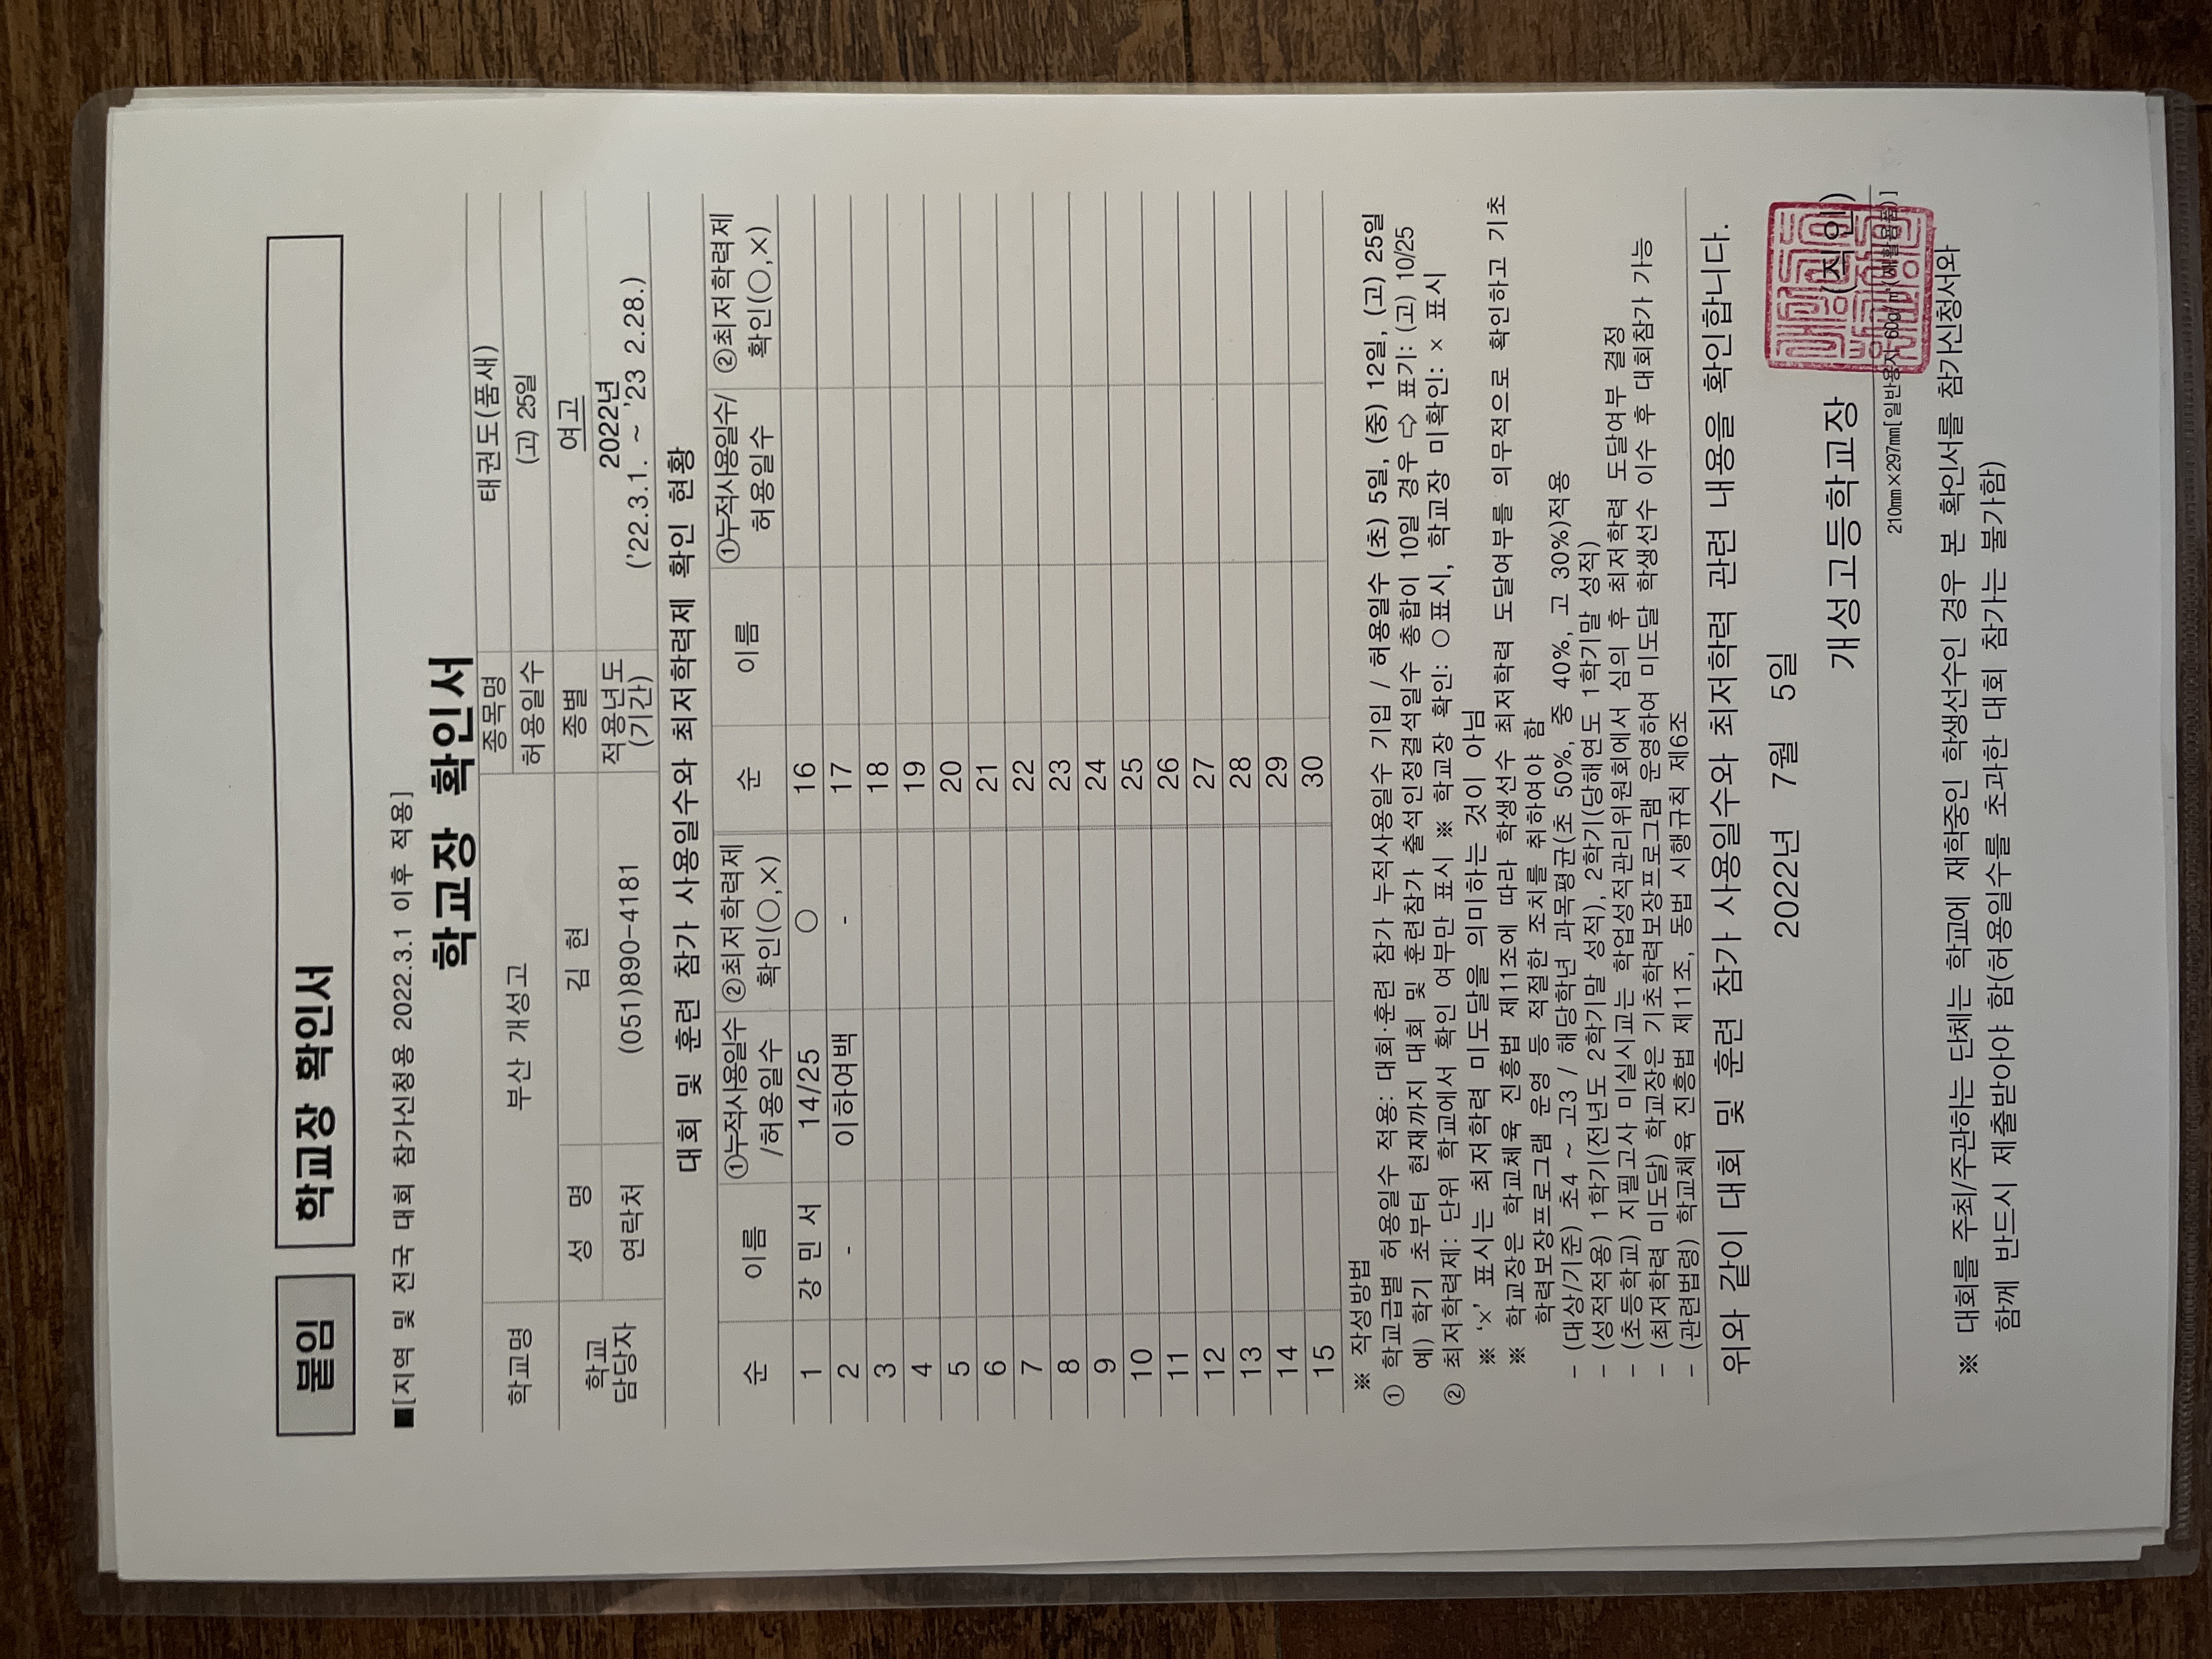 붙임 학교장 확인서
■[지역 및 전국 대회 참가신청용 2022.3.1 이후 적용]
학교장 확인서
학교명 부산 개성고 종목명 태권도(품새)
허용일수 (고) 25일
학교 담당자 성 명 김 현 종별 여고
연락처 (051)890-4181 적용년도 (기간) 2022년 ('22.3.1. ~ '23 2.28.)
대회 및 훈련 참가 사용일수와 최저학력제 확인 현황
순 이름 ①누적사용일수 /허용일수 ②최저학력제 확인(○,×) 순 이름 ①누적사용일수/ 허용일수 ②최저학력제 확인(○,×)
1 강 민 서 14/25 ○ 16
2 - 이하여백 - 17
3 18
4 19
5 20
6 21
7 22
8 23
9 24
10 25
11 26
12 27
13 28
14 29
15 30
※ 작성방법
① 학교급별 허용일수 적용: 대회·훈련 참가 누적사용일수 기입 / 허용일수 (초) 5일, (중) 12일, (고) 25일
예) 학기 초부터 현재까지 대회 및 훈련참가 출석인정결석일수 총합이 10일 경우 ⇨ 표기: (고) 10/25
② 최저학력제: 단위 학교에서 확인 여부만 표시 ※ 학교장 확인: ○표시, 학교장 미확인: × 표시
※ '×' 표시는 최저학력 미도달을 의미하는 것이 아님
※ 학교장은 학교체육 진흥법 제11조에 따라 학생선수 최저학력 도달여부를 의무적으로 확인하고 기초
학력보장프로그램 운영 등 적절한 조치를 취하여야 함
- (대상/기준) 초4 ~ 고3 / 해당학년 과목평균(초 50%, 중 40%, 고 30%)적용
- (성적적용) 1학기(전년도 2학기말 성적), 2학기(당해연도 1학기말 성적)
- (초등학교) 지필고사 미실시교는 학업성적관리위원회에서 심의 후 최저학력 도달여부 결정
- (최저학력 미도달) 학교장은 기초학력보장프로그램 운영하여 미도달 학생선수 이수 후 대회참가 가능
- (관련법령) 학교체육 진흥법 제11조, 동법 시행규칙 제6조
위와 같이 대회 및 훈련 참가 사용일수와 최저학력 관련 내용을 확인합니다.
2022년 7월 5일
개성고등학교장 (직인)
210㎜×297㎜[일반용지 60g/㎡(재활용품)]
※ 대회를 주최/주관하는 단체는 학교에 재학중인 학생선수인 경우 본 확인서를 참가신청서와
함께 반드시 제출받아야 함(허용일수를 초과한 대회 참가는 불가함)